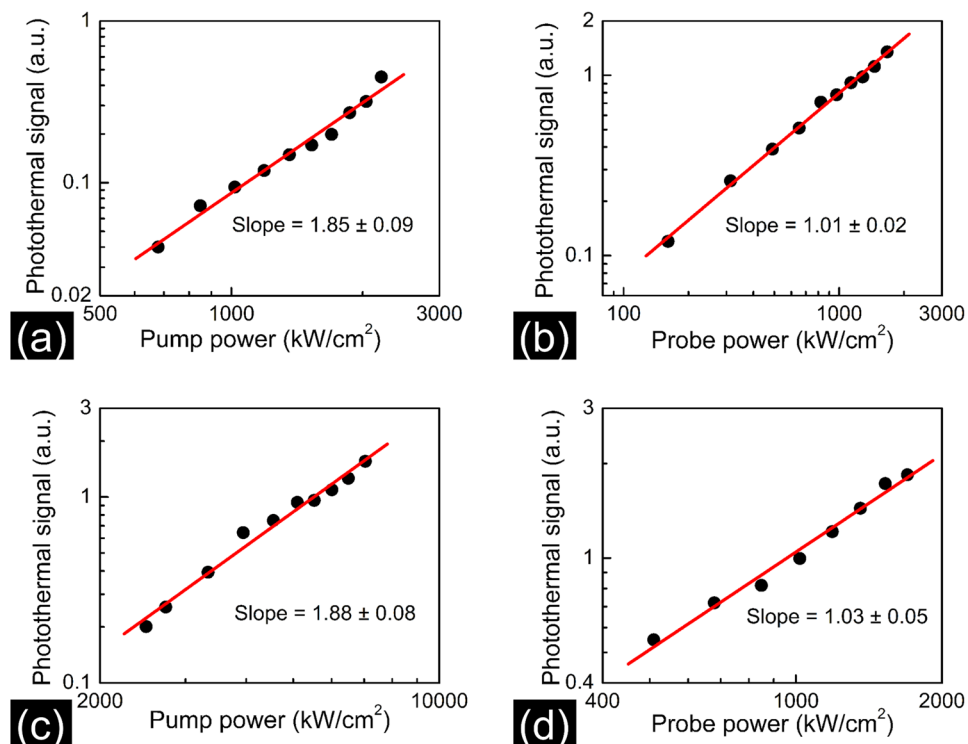 1
0.1
0.02
500
1000
3000
Photothermal signal (a.u.)
Slope = 1.85 ± 0.09
Pump power (kW/cm²)
(a)
2
1
0.1
100
1000
3000
Photothermal signal (a.u.)
Slope = 1.01 ± 0.02
Probe power (kW/cm²)
(b)
3
1
0.1
2000
10000
Photothermal signal (a.u.)
Slope = 1.88 ± 0.08
Pump power (kW/cm²)
(c)
3
1
0.4
400
1000
2000
Photothermal signal (a.u.)
Slope = 1.03 ± 0.05
Probe power (kW/cm²)
(d)